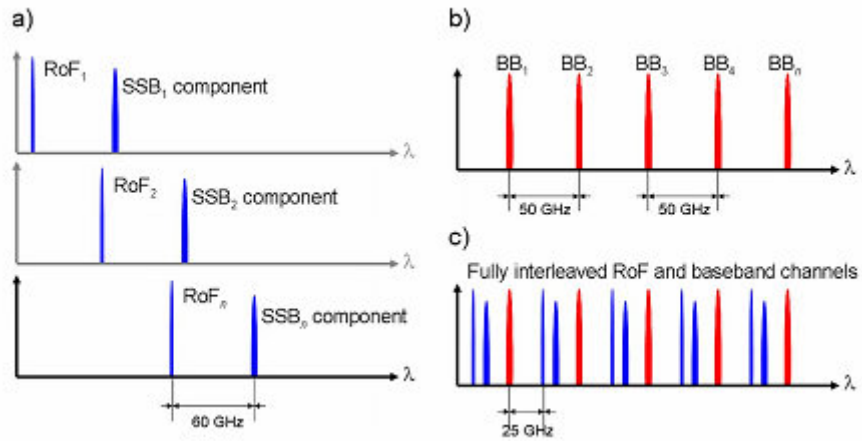 a)
RoF1
SSB1 component
λ
RoF2
SSB2 component
λ
RoFn
SSBn component
λ
60 GHz
b)
BB1 BB2 BB3 BB4 BBn
λ
50 GHz 50 GHz
c)
Fully interleaved RoF and baseband channels
λ
25 GHz